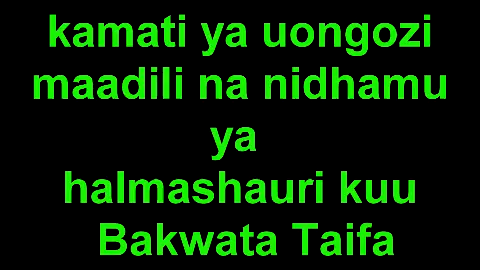 kamati ya uongozi
maadili na nidhamu
ya
halmashauri kuu
Bakwata Taifa